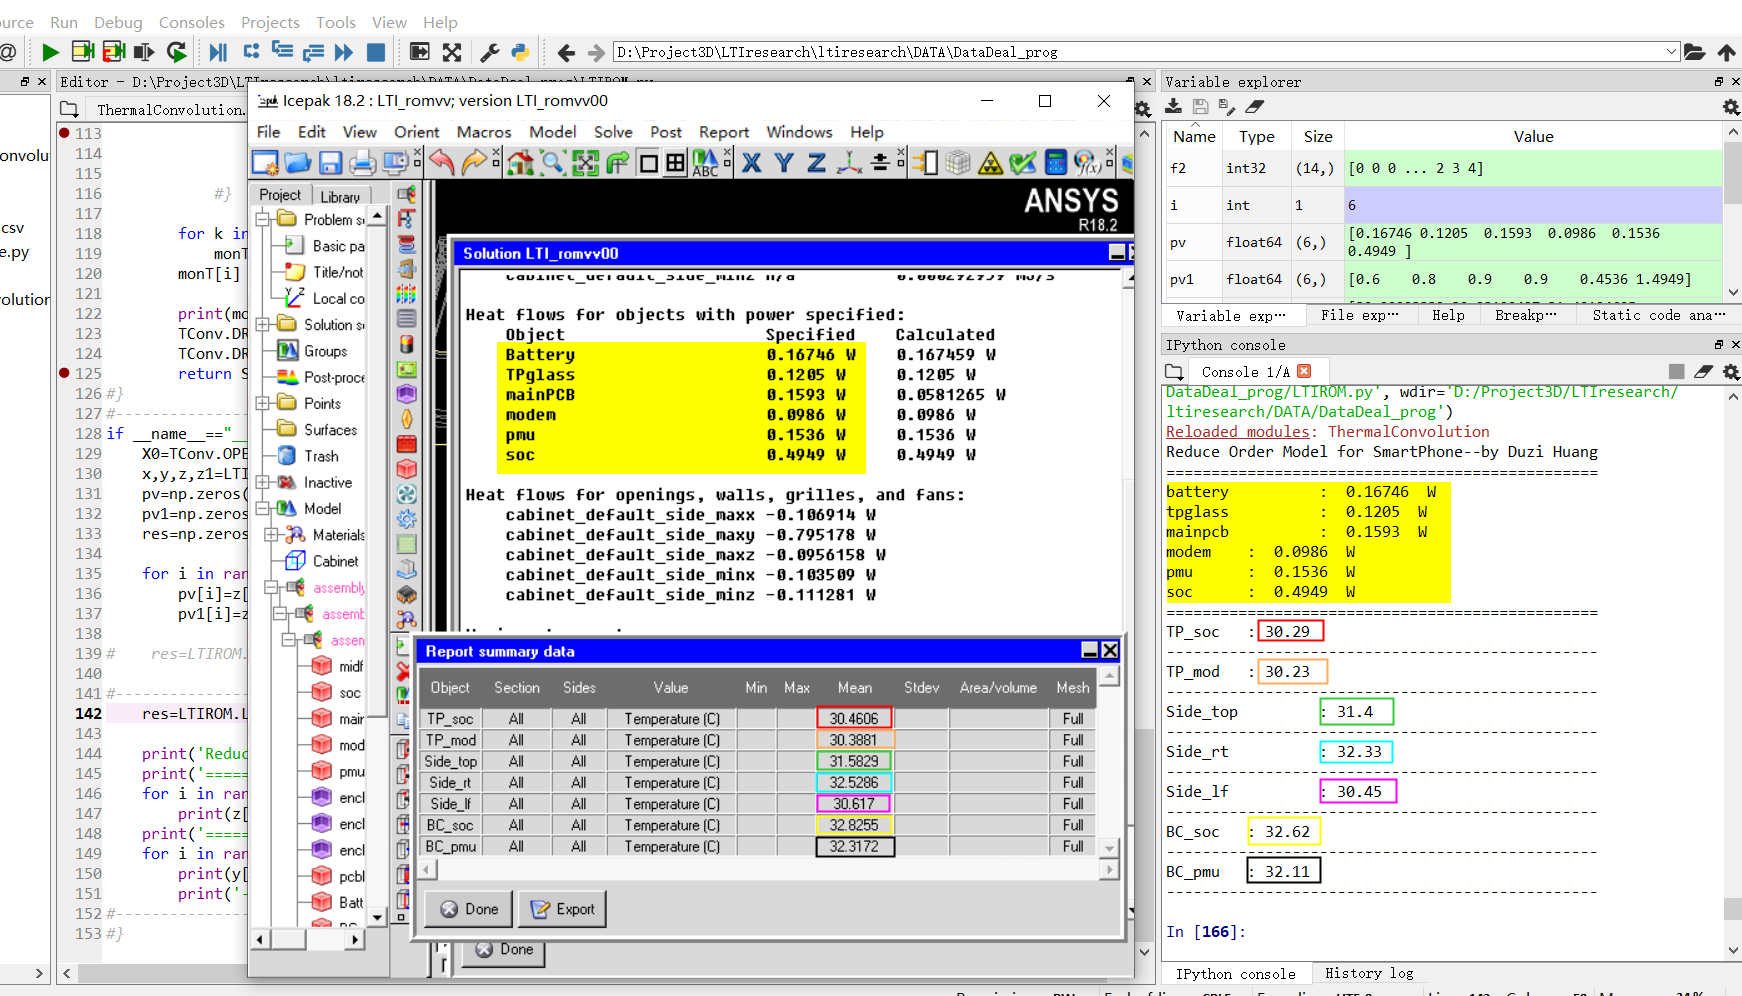 ource Run Debug Consoles Projects Tools View Help
D:\Project3D\LTIresearch\ltiresearch\DATA\DataDeal_prog
Editor - D:\Project3D\LTIresearch\ltiresearch\DATA\DataDeal_prog\LTIROM.py
ThermalConvolution.
onvolu
csv
e.py
volution
113
114
115
116 #}
117
118 for k in
119 monT
120 monT[i]
121
122 print(mo
123 TConv.DR
124 TConv.DR
125 return S
126 #}
127 #---------------
128 if __name__=="__
129 X0=TConv.OPE
130 x,y,z,z1=LTI
131 pv=np.zeros(
132 pv1=np.zeros
133 res=np.zeros
134
135 for i in ran
136 pv[i]=z[
137 pv1[i]=z
138
139 # res=LTIROM.
140
141 #---------------
142 res=LTIROM.L
143
144 print('Reduc
145 print('=====
146 for i in ran
147 print(z[
148 print('=====
149 for i in ran
150 print(y[
151 print('-
152 #---------------
153 #}
Icepak 18.2 : LTI_romvv; version LTI_romvv00
File Edit View Orient Macros Model Solve Post Report Windows Help
ABC X Y Z
Project Library
Problem s
Basic pa
Title/not
Local co
Solution s
Groups
Post-proce
Points
Surfaces
Trash
Inactive
Model
Materials
Cabinet
assembly
assemb
assen
midf
soc
mair
mod
pmu
encl
encl
encl
pcbl
Batt
ANSYS
R18.2
Solution LTI_romvv00
cabinet_default_side_minz n/a 0.000292959 m3/s
Heat flows for objects with power specified:
Object Specified Calculated
Battery 0.16746 W 0.167459 W
TPglass 0.1205 W 0.1205 W
mainPCB 0.1593 W 0.0581265 W
modem 0.0986 W 0.0986 W
pmu 0.1536 W 0.1536 W
soc 0.4949 W 0.4949 W
Heat flows for openings, walls, grilles, and fans:
cabinet_default_side_maxx -0.106914 W
cabinet_default_side_maxy -0.795178 W
cabinet_default_side_maxz -0.0956158 W
cabinet_default_side_minx -0.103509 W
cabinet_default_side_minz -0.111281 W
Report summary data
Object Section Sides Value Min Max Mean Stdev Area/volume Mesh
TP_soc All All Temperature (C) 30.4606 Full
TP_mod All All Temperature (C) 30.3881 Full
Side_top All All Temperature (C) 31.5829 Full
Side_rt All All Temperature (C) 32.5286 Full
Side_lf All All Temperature (C) 30.617 Full
BC_soc All All Temperature (C) 32.8255 Full
BC_pmu All All Temperature (C) 32.3172 Full
Done Export
Done
Variable explorer
Name Type Size Value
f2 int32 (14,) [0 0 0 ... 2 3 4]
i int 1 6
pv float64 (6,) [0.16746 0.1205 0.1593 0.0986 0.1536
0.4949 ]
pv1 float64 (6,) [0.6 0.8 0.9 0.9 0.4536 1.4949]
Variable exp··· File exp··· Help Breakp··· Static code ana···
IPython console
Console 1/A
DataDeal_prog/LTIROM.py', wdir='D:/Project3D/LTIresearch/
ltiresearch/DATA/DataDeal_prog')
Reloaded modules: ThermalConvolution
Reduce Order Model for SmartPhone--by Duzi Huang
================================================
battery : 0.16746 W
tpglass : 0.1205 W
mainpcb : 0.1593 W
modem : 0.0986 W
pmu : 0.1536 W
soc : 0.4949 W
================================================
TP_soc : 30.29
------------------------------------------------
TP_mod : 30.23
------------------------------------------------
Side_top : 31.4
------------------------------------------------
Side_rt : 32.33
------------------------------------------------
Side_lf : 30.45
------------------------------------------------
BC_soc : 32.62
------------------------------------------------
BC_pmu : 32.11
------------------------------------------------
In [166]:
IPython console History log